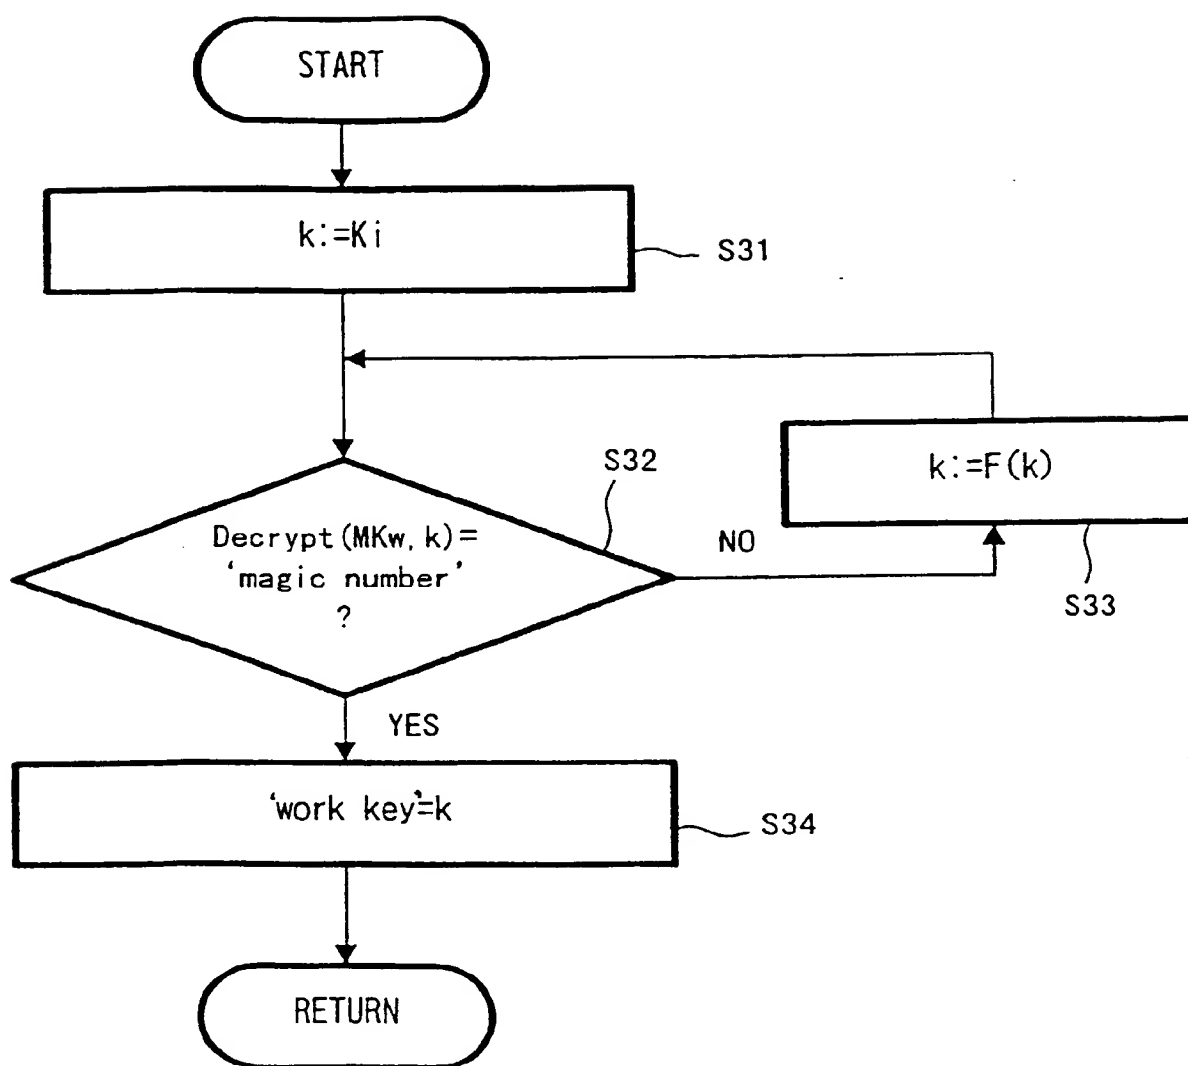 START
k:=Ki
S31
k:=F(k)
S33
S32
Decrypt(MKw, k)=
‘magic number’
?
NO
YES
‘work key’=k
S34
RETURN